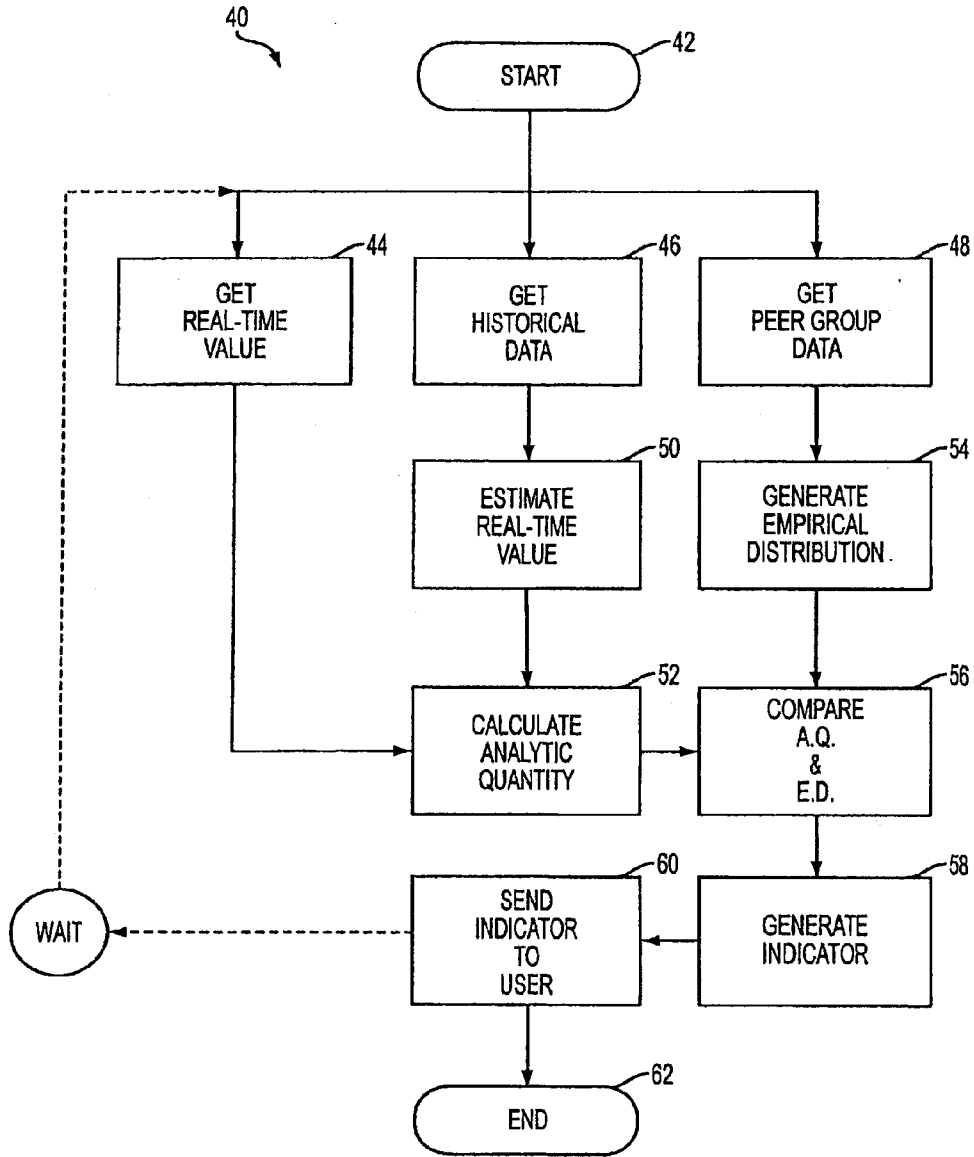 40
42
START
44
GET
REAL-TIME
VALUE
46
GET
HISTORICAL
DATA
48
GET
PEER GROUP
DATA
50
ESTIMATE
REAL-TIME
VALUE
54
GENERATE
EMPIRICAL
DISTRIBUTION
52
CALCULATE
ANALYTIC
QUANTITY
56
COMPARE
A.Q.
&
E.D.
WAIT
60
SEND
INDICATOR
TO
USER
58
GENERATE
INDICATOR
62
END